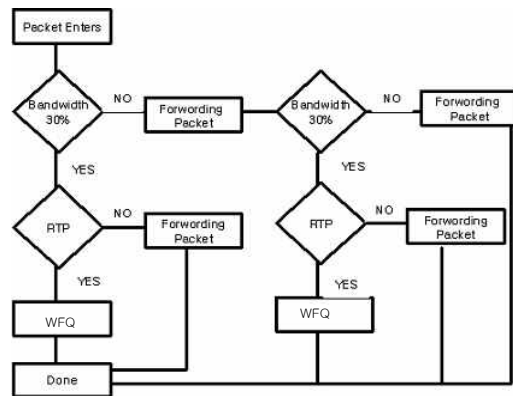 Packet Enters
Bandwidth
30%
NO
Forwording
Packet
Bandwidth
30%
NO
Forwording
Packet
YES
YES
RTP
NO
Forwording
Packet
RTP
NO
Forwording
Packet
YES
YES
WFQ
WFQ
Done